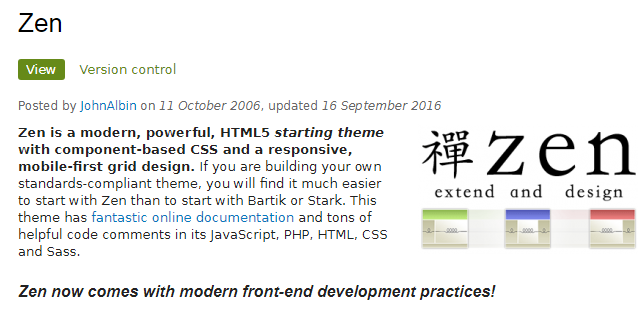 Zen
View Version control
Posted by JohnAlbin on 11 October 2006, updated 16 September 2016
Zen is a modern, powerful, HTML5 starting theme
with component-based CSS and a responsive,
mobile-first grid design. If you are building your own
standards-compliant theme, you will find it much easier
to start with Zen than to start with Bartik or Stark. This
theme has fantastic online documentation and tons of
helpful code comments in its JavaScript, PHP, HTML, CSS
and Sass.
禪 zen
extend and design
Zen now comes with modern front-end development practices!